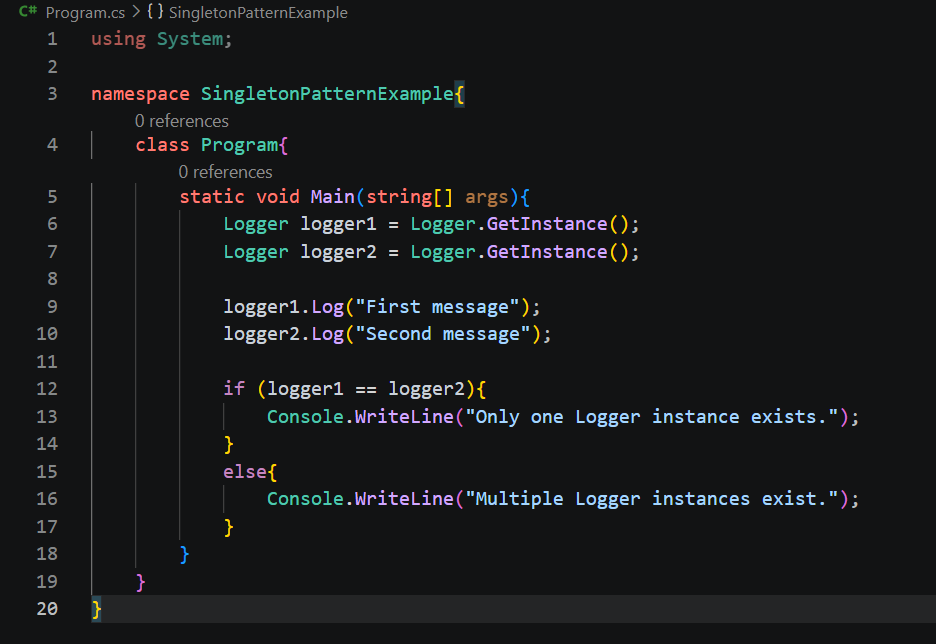 C# Program.cs > {} SingletonPatternExample
1 using System;
2
3 namespace SingletonPatternExample{
0 references
4 class Program{
0 references
5 static void Main(string[] args){
6 Logger logger1 = Logger.GetInstance();
7 Logger logger2 = Logger.GetInstance();
8
9 logger1.Log("First message");
10 logger2.Log("Second message");
11
12 if (logger1 == logger2){
13 Console.WriteLine("Only one Logger instance exists.");
14 }
15 else{
16 Console.WriteLine("Multiple Logger instances exist.");
17 }
18 }
19 }
20 }